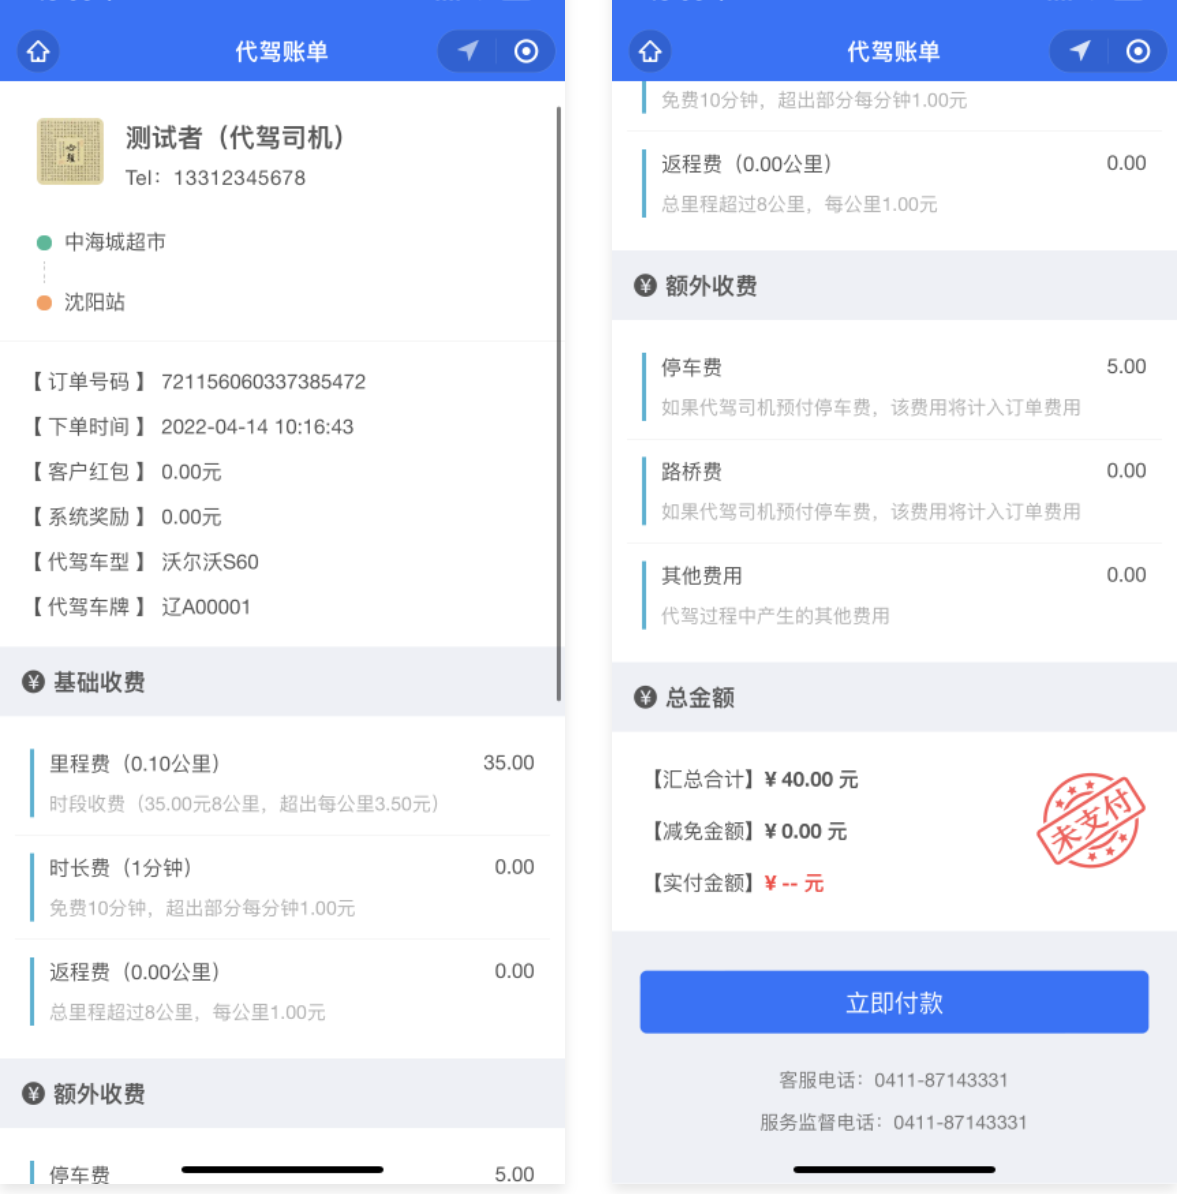 代驾账单
测试者（代驾司机）
Tel：13312345678
中海城超市
沈阳站
【 订单号码 】 721156060337385472
【 下单时间 】 2022-04-14 10:16:43
【 客户红包 】 0.00元
【 系统奖励 】 0.00元
【 代驾车型 】 沃尔沃S60
【 代驾车牌 】 辽A00001
¥ 基础收费
里程费（0.10公里） 35.00
时段收费（35.00元8公里，超出每公里3.50元）
时长费（1分钟） 0.00
免费10分钟，超出部分每分钟1.00元
返程费（0.00公里） 0.00
总里程超过8公里，每公里1.00元
¥ 额外收费
停车费 5.00
代驾账单
免费10分钟，超出部分每分钟1.00元
返程费（0.00公里） 0.00
总里程超过8公里，每公里1.00元
¥ 额外收费
停车费 5.00
如果代驾司机预付停车费，该费用将计入订单费用
路桥费 0.00
如果代驾司机预付停车费，该费用将计入订单费用
其他费用 0.00
代驾过程中产生的其他费用
¥ 总金额
【汇总合计】¥ 40.00 元
【减免金额】¥ 0.00 元
【实付金额】¥ -- 元
未支付
立即付款
客服电话：0411-87143331
服务监督电话：0411-87143331